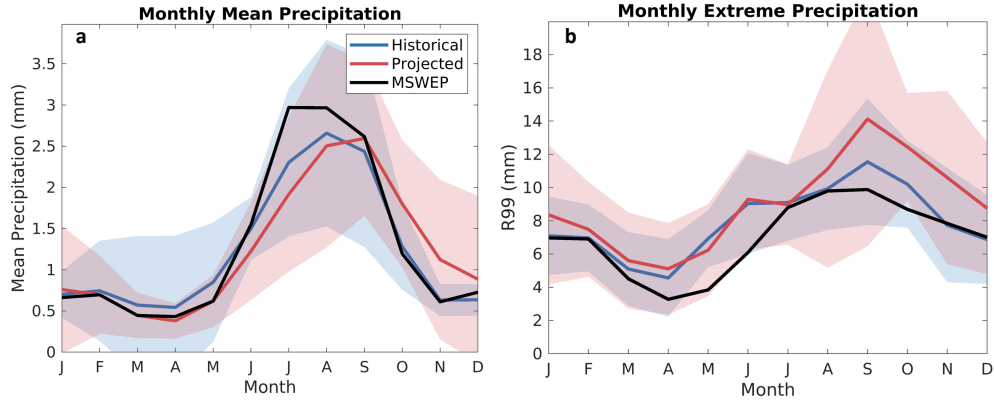 Monthly Mean Precipitation
a
Historical
Projected
MSWEP
Mean Precipitation (mm)
3.5
3
2.5
2
1.5
1
0.5
0
J F M A M J J A S O N D
Month
Monthly Extreme Precipitation
b
R99 (mm)
18
16
14
12
10
8
6
4
2
0
J F M A M J J A S O N D
Month